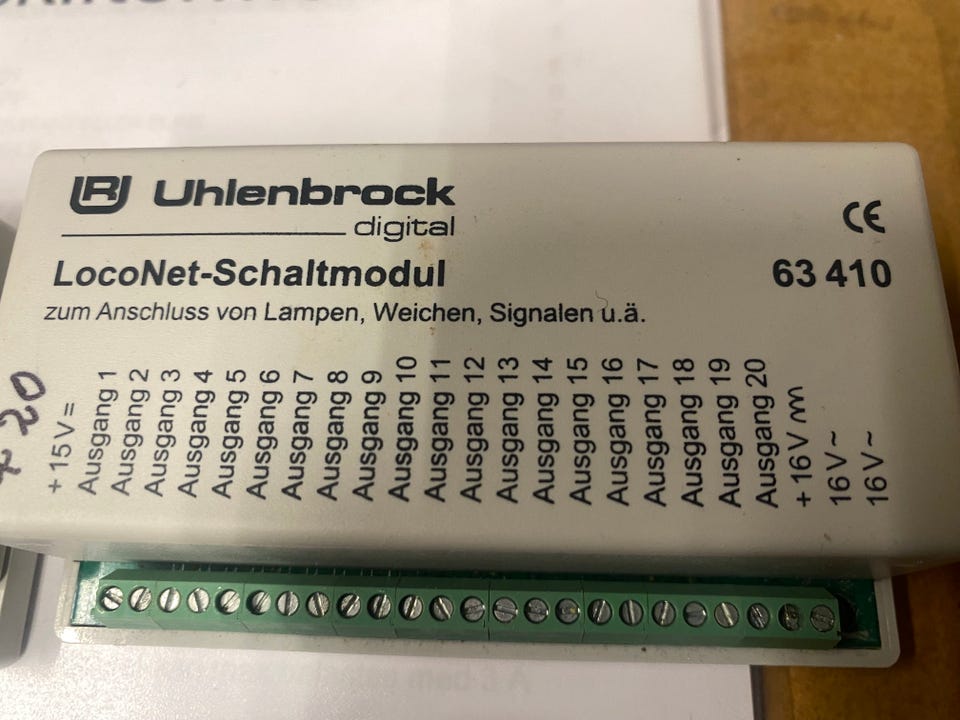 Uhlenbrock
digital
CE
LocoNet-Schaltmodul
63 410
zum Anschluss von Lampen, Weichen, Signalen u.ä.
20
+ 15 V =
Ausgang 1
Ausgang 2
Ausgang 3
Ausgang 4
Ausgang 5
Ausgang 6
Ausgang 7
Ausgang 8
Ausgang 9
Ausgang 10
Ausgang 11
Ausgang 12
Ausgang 13
Ausgang 14
Ausgang 15
Ausgang 16
Ausgang 17
Ausgang 18
Ausgang 19
Ausgang 20
+ 16 V
16 V ~
16 V ~